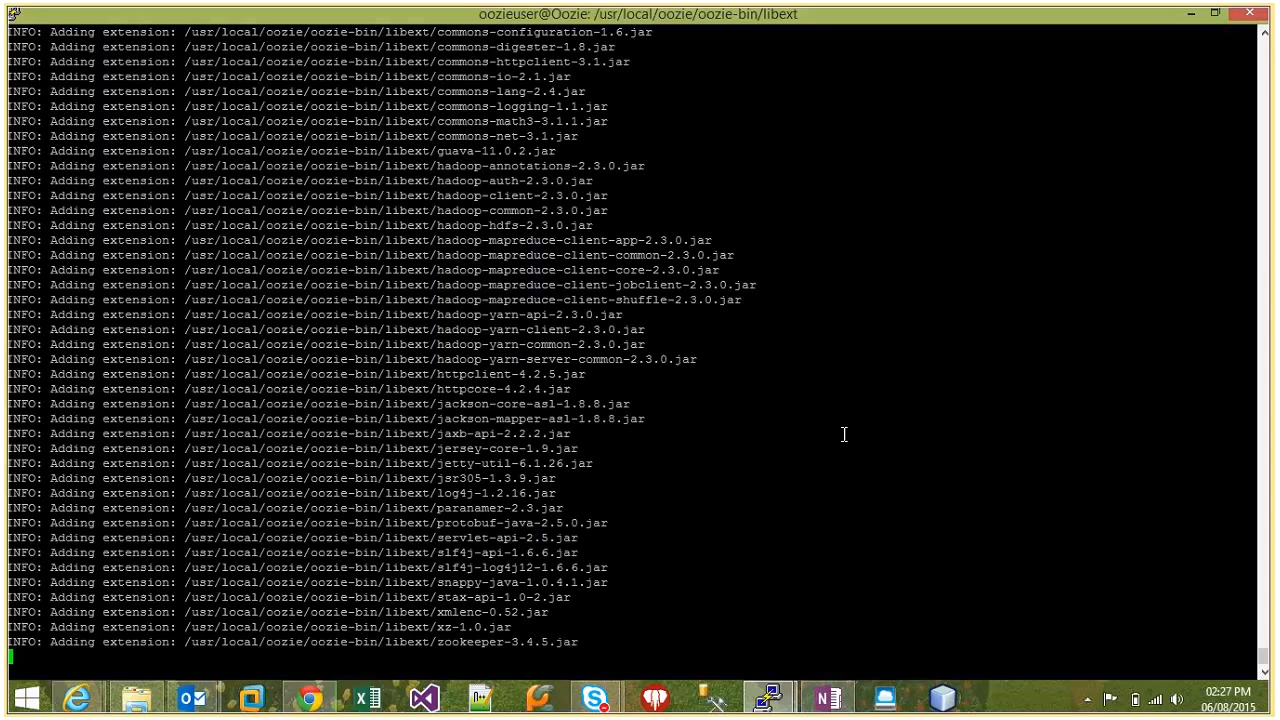 oozieuser@Oozie: /usr/local/oozie/oozie-bin/libext
INFO: Adding extension: /usr/local/oozie/oozie-bin/libext/commons-configuration-1.6.jar
INFO: Adding extension: /usr/local/oozie/oozie-bin/libext/commons-digester-1.8.jar
INFO: Adding extension: /usr/local/oozie/oozie-bin/libext/commons-httpclient-3.1.jar
INFO: Adding extension: /usr/local/oozie/oozie-bin/libext/commons-io-2.1.jar
INFO: Adding extension: /usr/local/oozie/oozie-bin/libext/commons-lang-2.4.jar
INFO: Adding extension: /usr/local/oozie/oozie-bin/libext/commons-logging-1.1.jar
INFO: Adding extension: /usr/local/oozie/oozie-bin/libext/commons-math3-3.1.1.jar
INFO: Adding extension: /usr/local/oozie/oozie-bin/libext/commons-net-3.1.jar
INFO: Adding extension: /usr/local/oozie/oozie-bin/libext/guava-11.0.2.jar
INFO: Adding extension: /usr/local/oozie/oozie-bin/libext/hadoop-annotations-2.3.0.jar
INFO: Adding extension: /usr/local/oozie/oozie-bin/libext/hadoop-auth-2.3.0.jar
INFO: Adding extension: /usr/local/oozie/oozie-bin/libext/hadoop-client-2.3.0.jar
INFO: Adding extension: /usr/local/oozie/oozie-bin/libext/hadoop-common-2.3.0.jar
INFO: Adding extension: /usr/local/oozie/oozie-bin/libext/hadoop-hdfs-2.3.0.jar
INFO: Adding extension: /usr/local/oozie/oozie-bin/libext/hadoop-mapreduce-client-app-2.3.0.jar
INFO: Adding extension: /usr/local/oozie/oozie-bin/libext/hadoop-mapreduce-client-common-2.3.0.jar
INFO: Adding extension: /usr/local/oozie/oozie-bin/libext/hadoop-mapreduce-client-core-2.3.0.jar
INFO: Adding extension: /usr/local/oozie/oozie-bin/libext/hadoop-mapreduce-client-jobclient-2.3.0.jar
INFO: Adding extension: /usr/local/oozie/oozie-bin/libext/hadoop-mapreduce-client-shuffle-2.3.0.jar
INFO: Adding extension: /usr/local/oozie/oozie-bin/libext/hadoop-yarn-api-2.3.0.jar
INFO: Adding extension: /usr/local/oozie/oozie-bin/libext/hadoop-yarn-client-2.3.0.jar
INFO: Adding extension: /usr/local/oozie/oozie-bin/libext/hadoop-yarn-common-2.3.0.jar
INFO: Adding extension: /usr/local/oozie/oozie-bin/libext/hadoop-yarn-server-common-2.3.0.jar
INFO: Adding extension: /usr/local/oozie/oozie-bin/libext/httpclient-4.2.5.jar
INFO: Adding extension: /usr/local/oozie/oozie-bin/libext/httpcore-4.2.4.jar
INFO: Adding extension: /usr/local/oozie/oozie-bin/libext/jackson-core-asl-1.8.8.jar
INFO: Adding extension: /usr/local/oozie/oozie-bin/libext/jackson-mapper-asl-1.8.8.jar
INFO: Adding extension: /usr/local/oozie/oozie-bin/libext/jaxb-api-2.2.2.jar
INFO: Adding extension: /usr/local/oozie/oozie-bin/libext/jersey-core-1.9.jar
INFO: Adding extension: /usr/local/oozie/oozie-bin/libext/jetty-util-6.1.26.jar
INFO: Adding extension: /usr/local/oozie/oozie-bin/libext/jsr305-1.3.9.jar
INFO: Adding extension: /usr/local/oozie/oozie-bin/libext/log4j-1.2.16.jar
INFO: Adding extension: /usr/local/oozie/oozie-bin/libext/paranamer-2.3.jar
INFO: Adding extension: /usr/local/oozie/oozie-bin/libext/protobuf-java-2.5.0.jar
INFO: Adding extension: /usr/local/oozie/oozie-bin/libext/servlet-api-2.5.jar
INFO: Adding extension: /usr/local/oozie/oozie-bin/libext/slf4j-api-1.6.6.jar
INFO: Adding extension: /usr/local/oozie/oozie-bin/libext/slf4j-log4j12-1.6.6.jar
INFO: Adding extension: /usr/local/oozie/oozie-bin/libext/snappy-java-1.0.4.1.jar
INFO: Adding extension: /usr/local/oozie/oozie-bin/libext/stax-api-1.0-2.jar
INFO: Adding extension: /usr/local/oozie/oozie-bin/libext/xmlenc-0.52.jar
INFO: Adding extension: /usr/local/oozie/oozie-bin/libext/xz-1.0.jar
INFO: Adding extension: /usr/local/oozie/oozie-bin/libext/zookeeper-3.4.5.jar
02:27 PM
06/08/2015